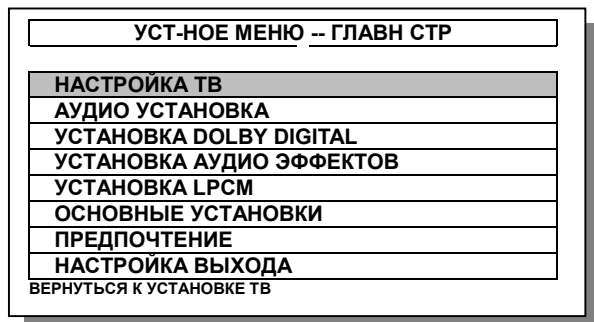 УСТ-НОЕ МЕНЮ -- ГЛАВН СТР
НАСТРОЙКА ТВ
АУДИО УСТАНОВКА
УСТАНОВКА DOLBY DIGITAL
УСТАНОВКА АУДИО ЭФФЕКТОВ
УСТАНОВКА LPCM
ОСНОВНЫЕ УСТАНОВКИ
ПРЕДПОЧТЕНИЕ
НАСТРОЙКА ВЫХОДА
ВЕРНУТЬСЯ К УСТАНОВКЕ ТВ